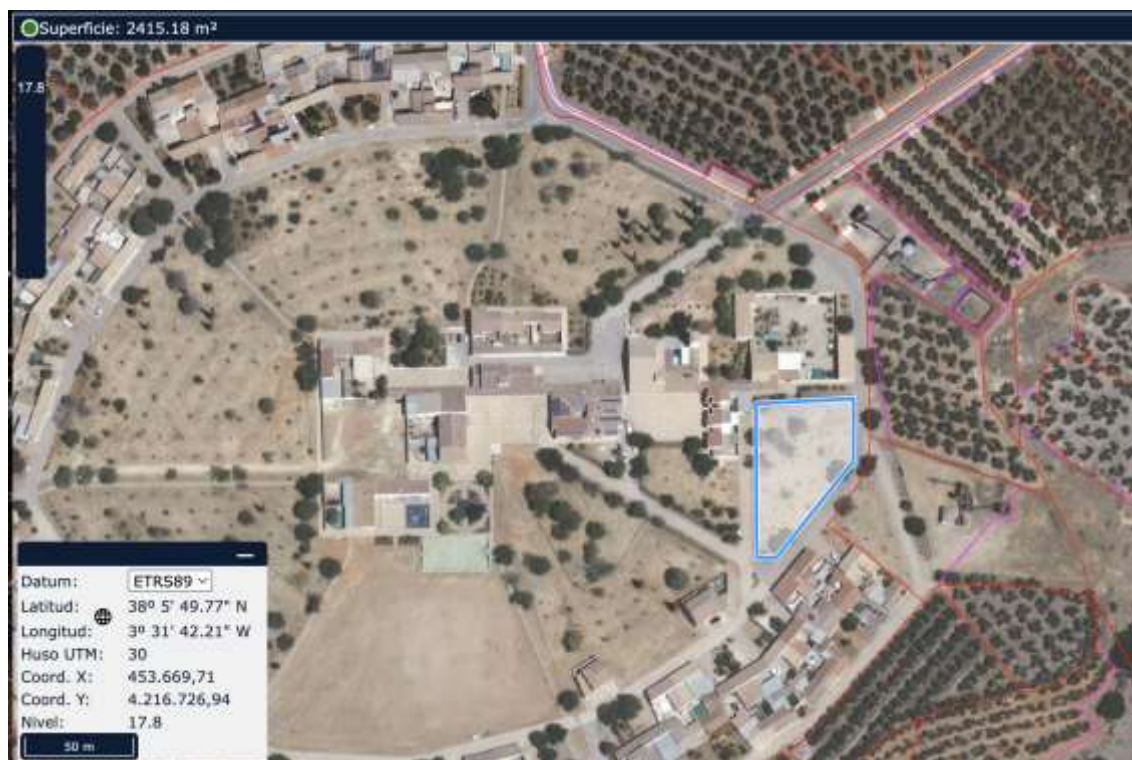 Superficie: 2415.18 m²
17.8
Datum: ETRS89
Latitud: 38º 5' 49.77" N
Longitud: 3º 31' 42.21" W
Huso UTM: 30
Coord. X: 453.669,71
Coord. Y: 4.216.726,94
Nivel: 17.8
50 m